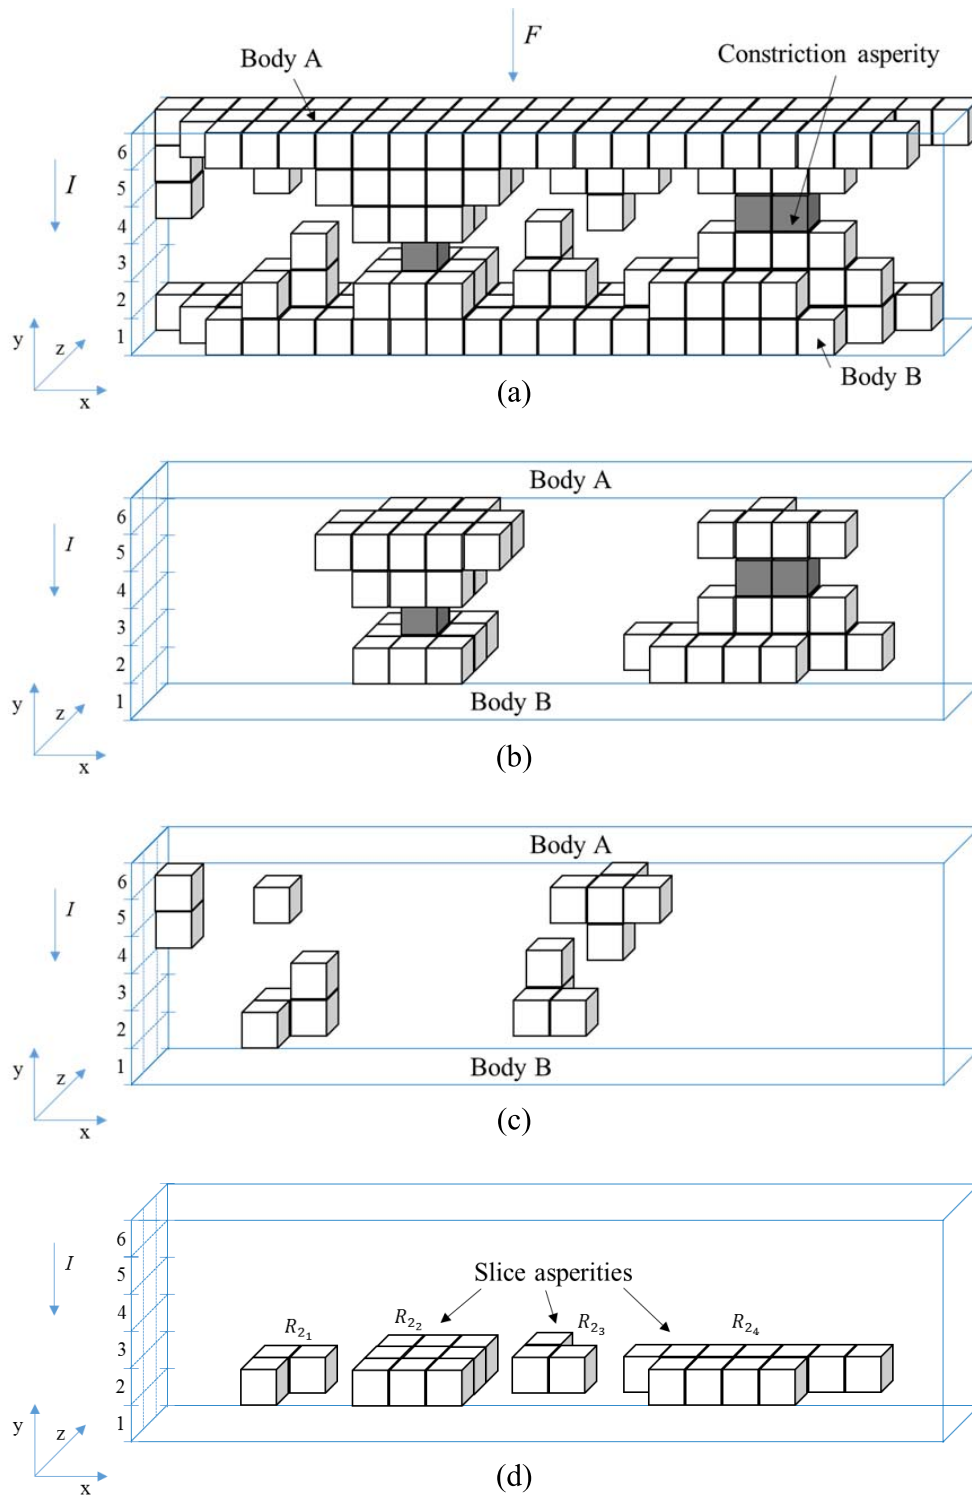 F
Body A
Constriction asperity
6
I
5
4
3
2
y
z
1
x
Body B
(a)
Body A
6
I
5
4
3
2
y
z
1
Body B
x
(b)
Body A
6
I
5
4
3
2
y
z
1
Body B
x
(c)
6
I
5
Slice asperities
4
R₂₁
R₂₂
R₂₃
R₂₄
3
2
y
z
1
x
(d)